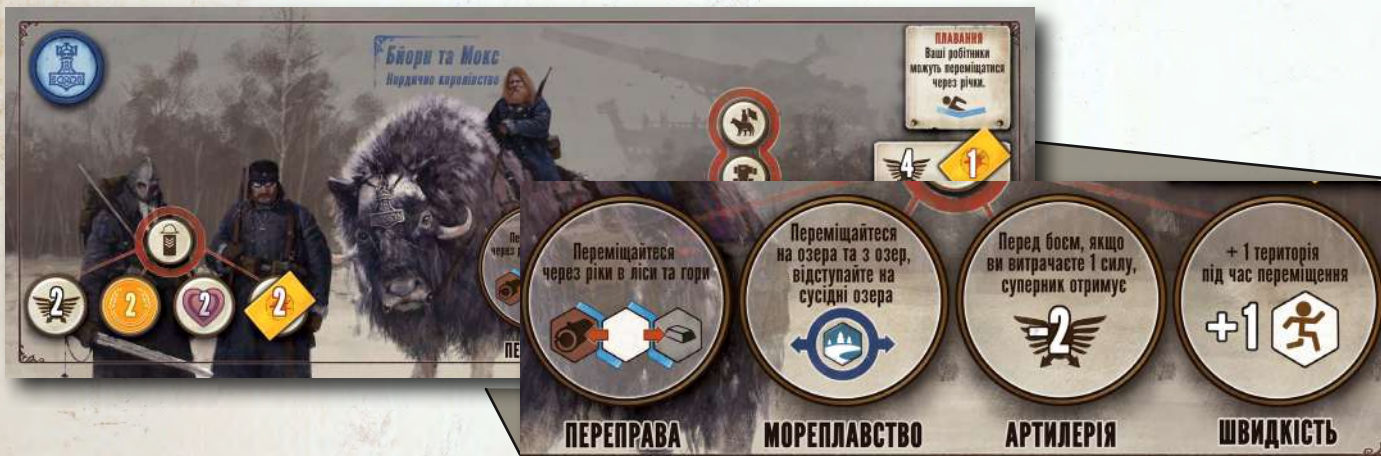 Бйорн та Мокс
Нордичне королівство
ПЛАВАННЯ
Ваші робітники
можуть переміщатися
через річки.
4
1
2
2
2
2
Переміщайтеся
через ріки в ліси та гори
Переміщайтеся
на озера та з озер,
відступайте на
сусідні озера
Перед боєм, якщо
ви витрачаєте 1 силу,
суперник отримує
-2
+ 1 територія
під час переміщення
+1
ПЕРЕПРАВА
МОРЕПЛАВСТВО
АРТИЛЕРІЯ
ШВИДКІСТЬ